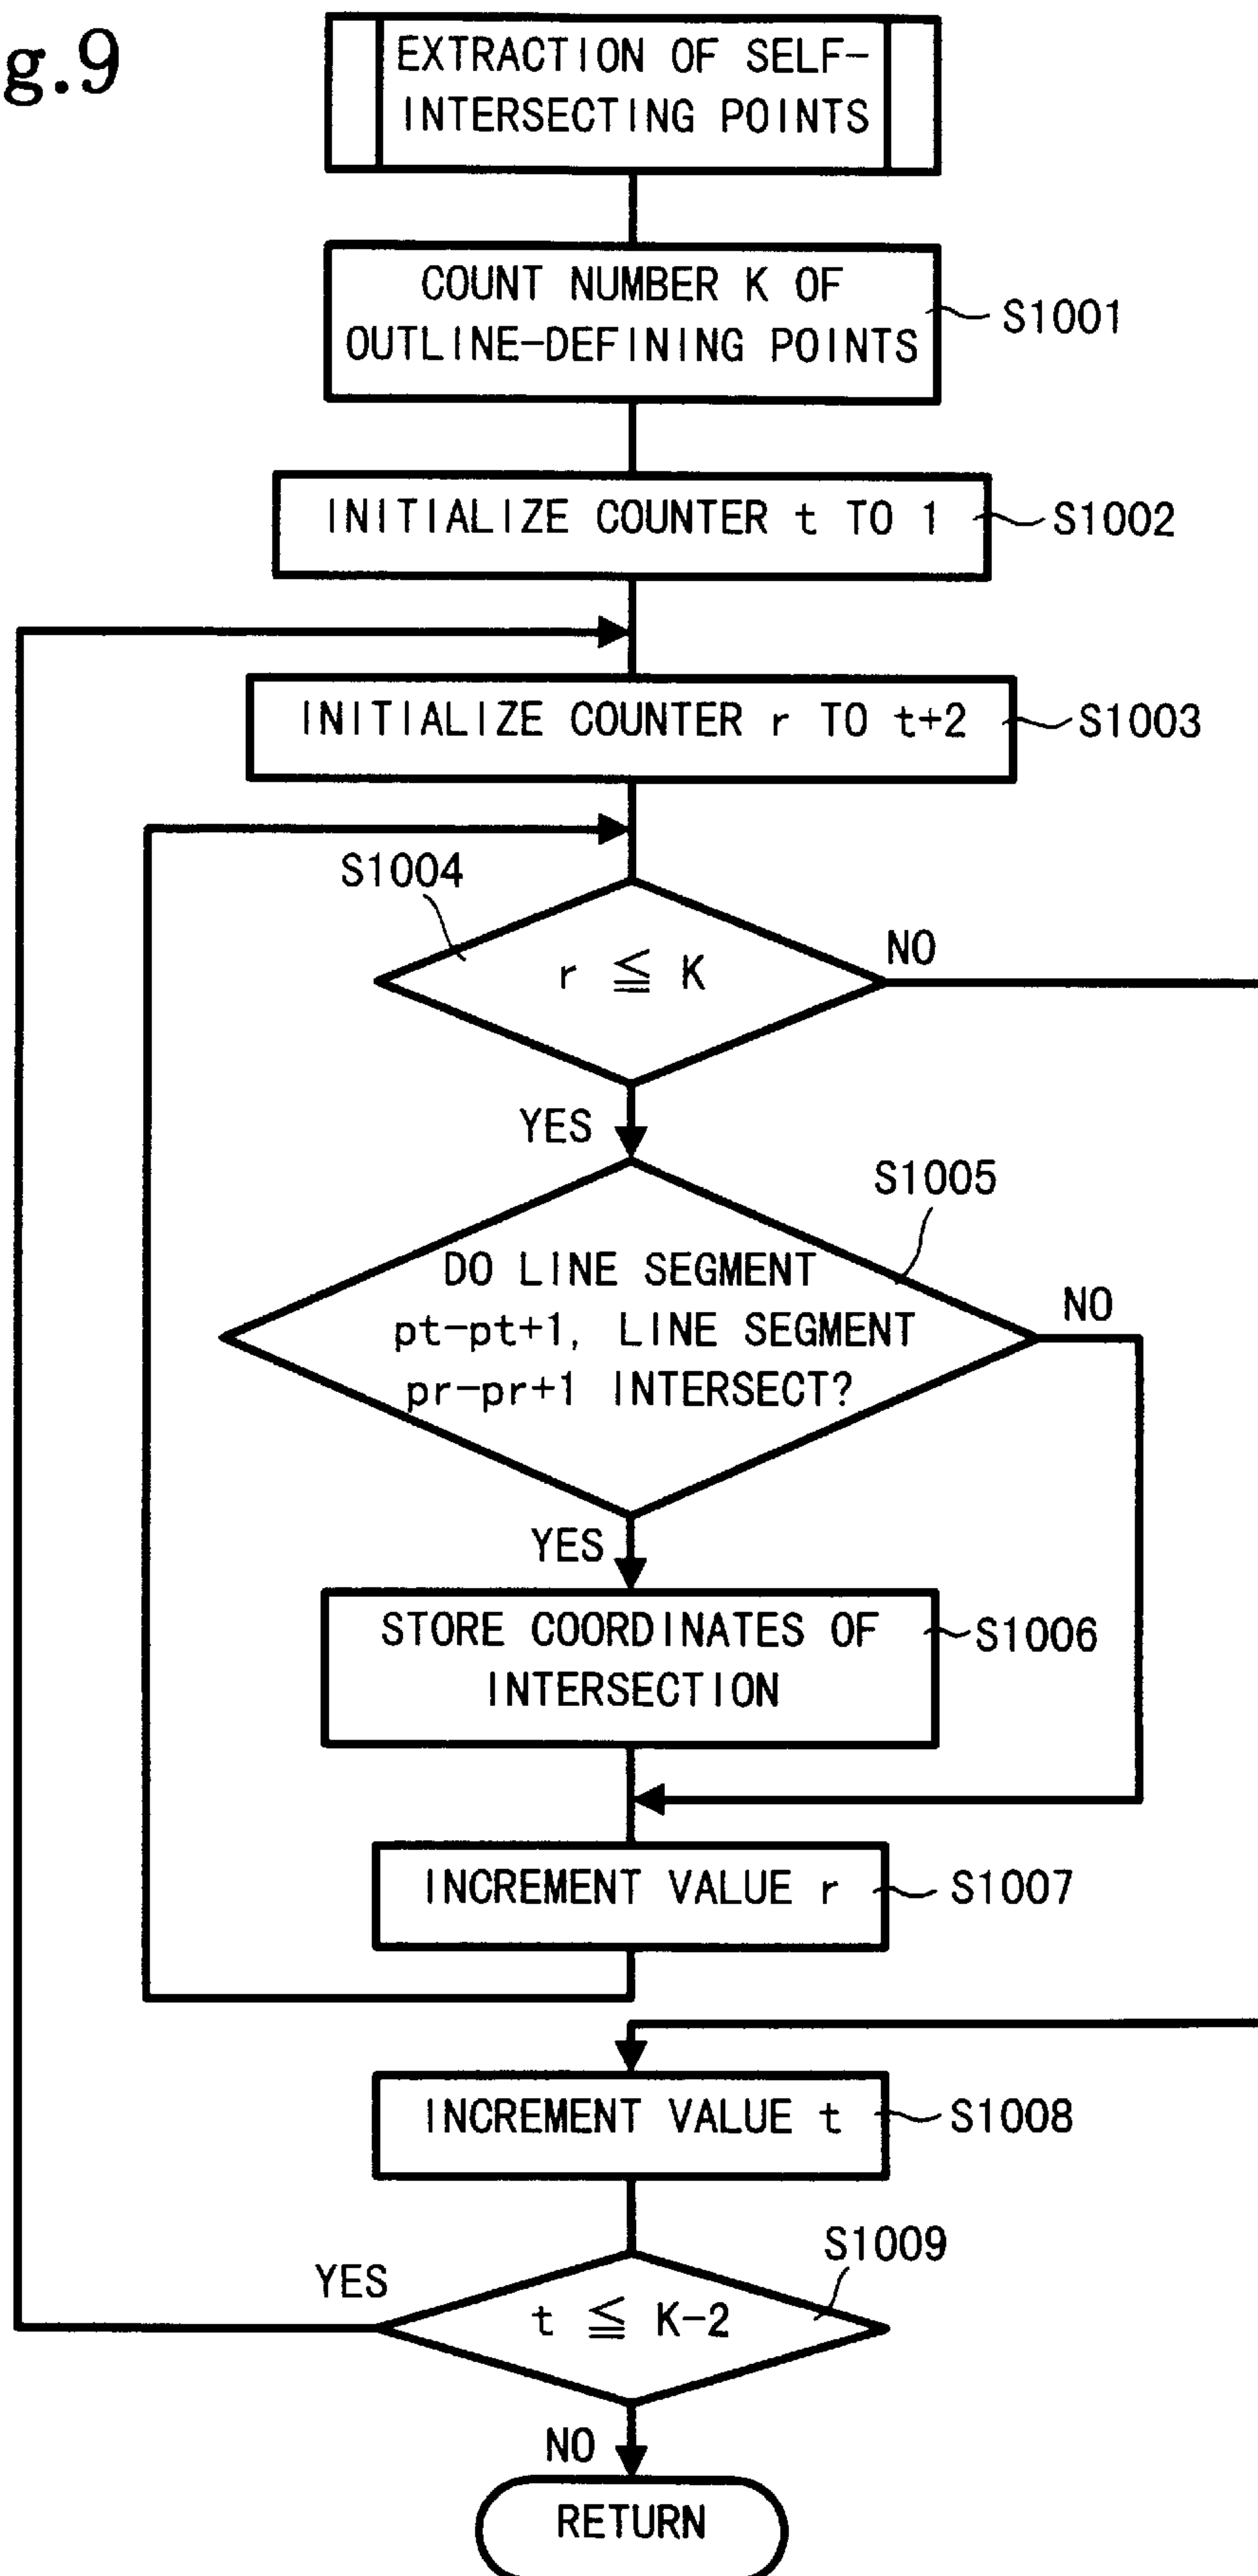 g.9
EXTRACTION OF SELF-
INTERSECTING POINTS
COUNT NUMBER K OF
OUTLINE-DEFINING POINTS
S1001
INITIALIZE COUNTER t TO 1
S1002
INITIALIZE COUNTER r TO t+2
S1003
S1004
r ≦ K
NO
YES
S1005
DO LINE SEGMENT
pt-pt+1, LINE SEGMENT
pr-pr+1 INTERSECT?
NO
YES
STORE COORDINATES OF
INTERSECTION
S1006
INCREMENT VALUE r
S1007
INCREMENT VALUE t
S1008
S1009
YES
t ≦ K-2
NO
RETURN